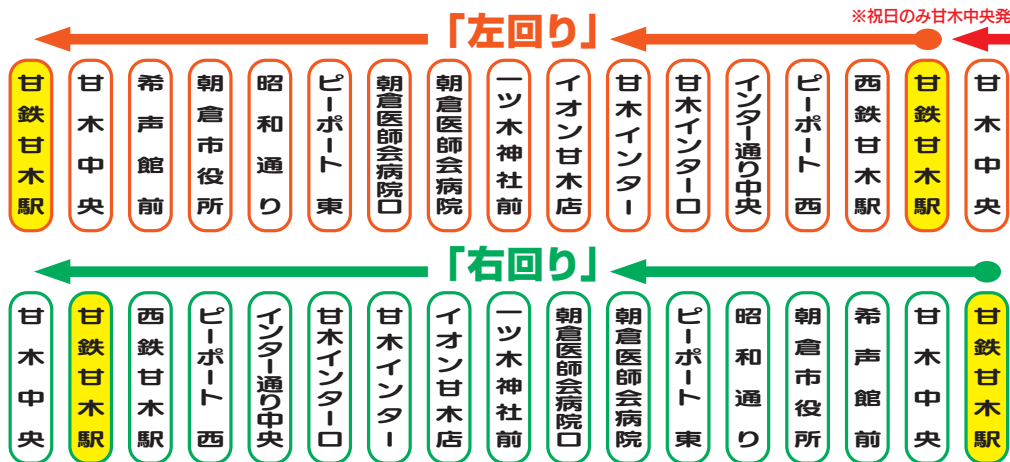 ※祝日のみ甘木中央発
「左回り」
甘木中央
甘鉄甘木駅
西鉄甘木駅
ピーポート西
インター通り中央
甘木インター口
甘木インター
イオン甘木店
一ツ木神社前
朝倉医師会病院
朝倉医師会病院口
ピーポート東
昭和通り
朝倉市役所
希声館前
甘木中央
甘鉄甘木駅
「右回り」
甘鉄甘木駅
甘木中央
希声館前
朝倉市役所
昭和通り
ピーポート東
朝倉医師会病院
朝倉医師会病院口
一ツ木神社前
イオン甘木店
甘木インター
甘木インター口
インター通り中央
ピーポート西
西鉄甘木駅
甘鉄甘木駅
甘木中央